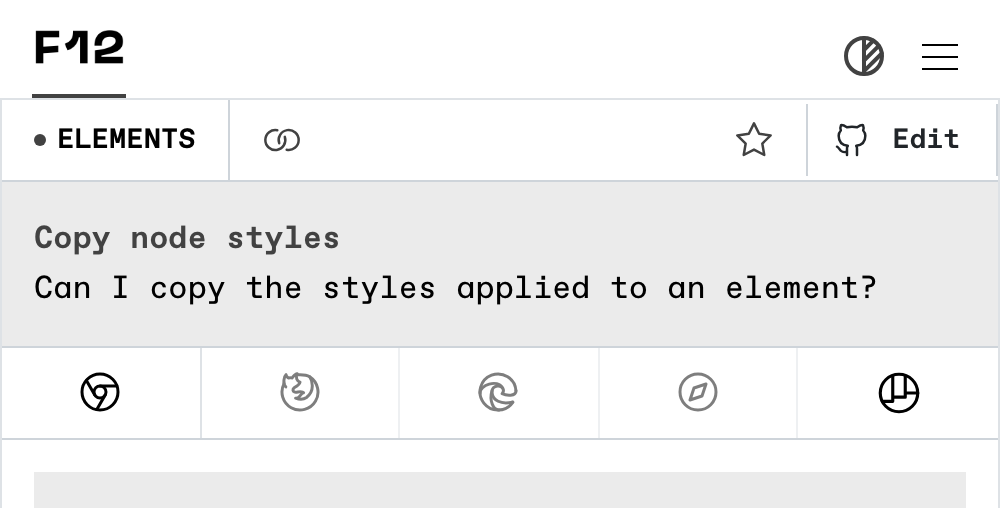 F12
ELEMENTS
Edit
Copy node styles
Can I copy the styles applied to an element?